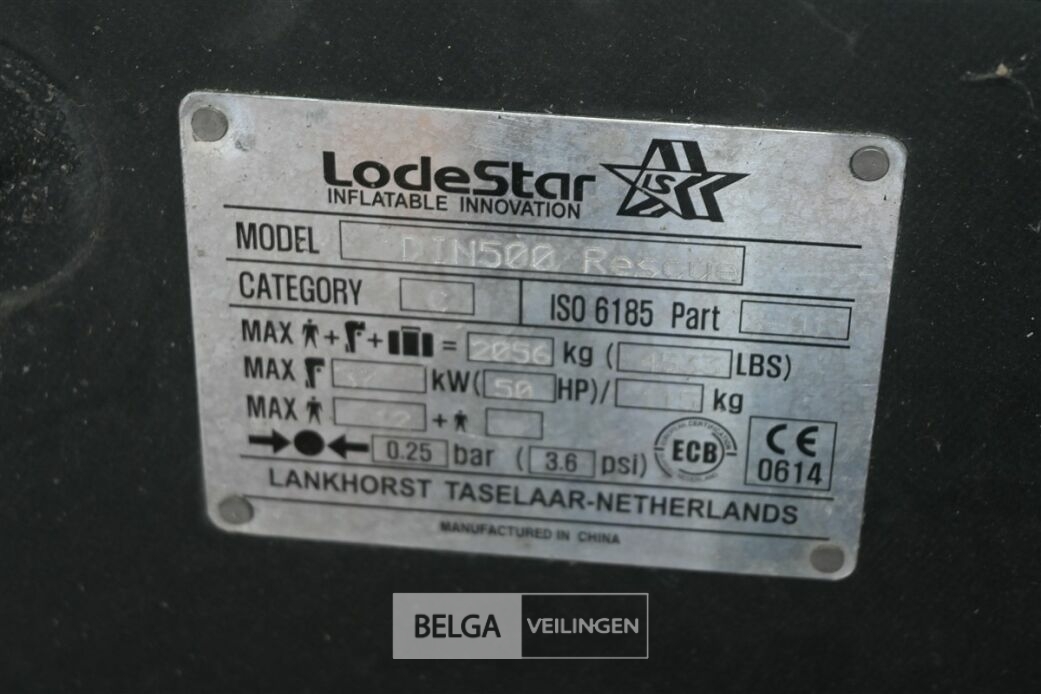 LodeStar LS
INFLATABLE INNOVATION
MODEL DIN500 Rescue
CATEGORY C ISO 6185 Part
MAX + + = 2056 kg ( LBS)
MAX kW( 50 HP)/ kg
MAX +
0.25 bar ( 3.6 psi) EUROPEAN CERTIFICATION ECB CE 0614
LANKHORST TASELAAR-NETHERLANDS
MANUFACTURED IN CHINA
BELGA VEILINGEN